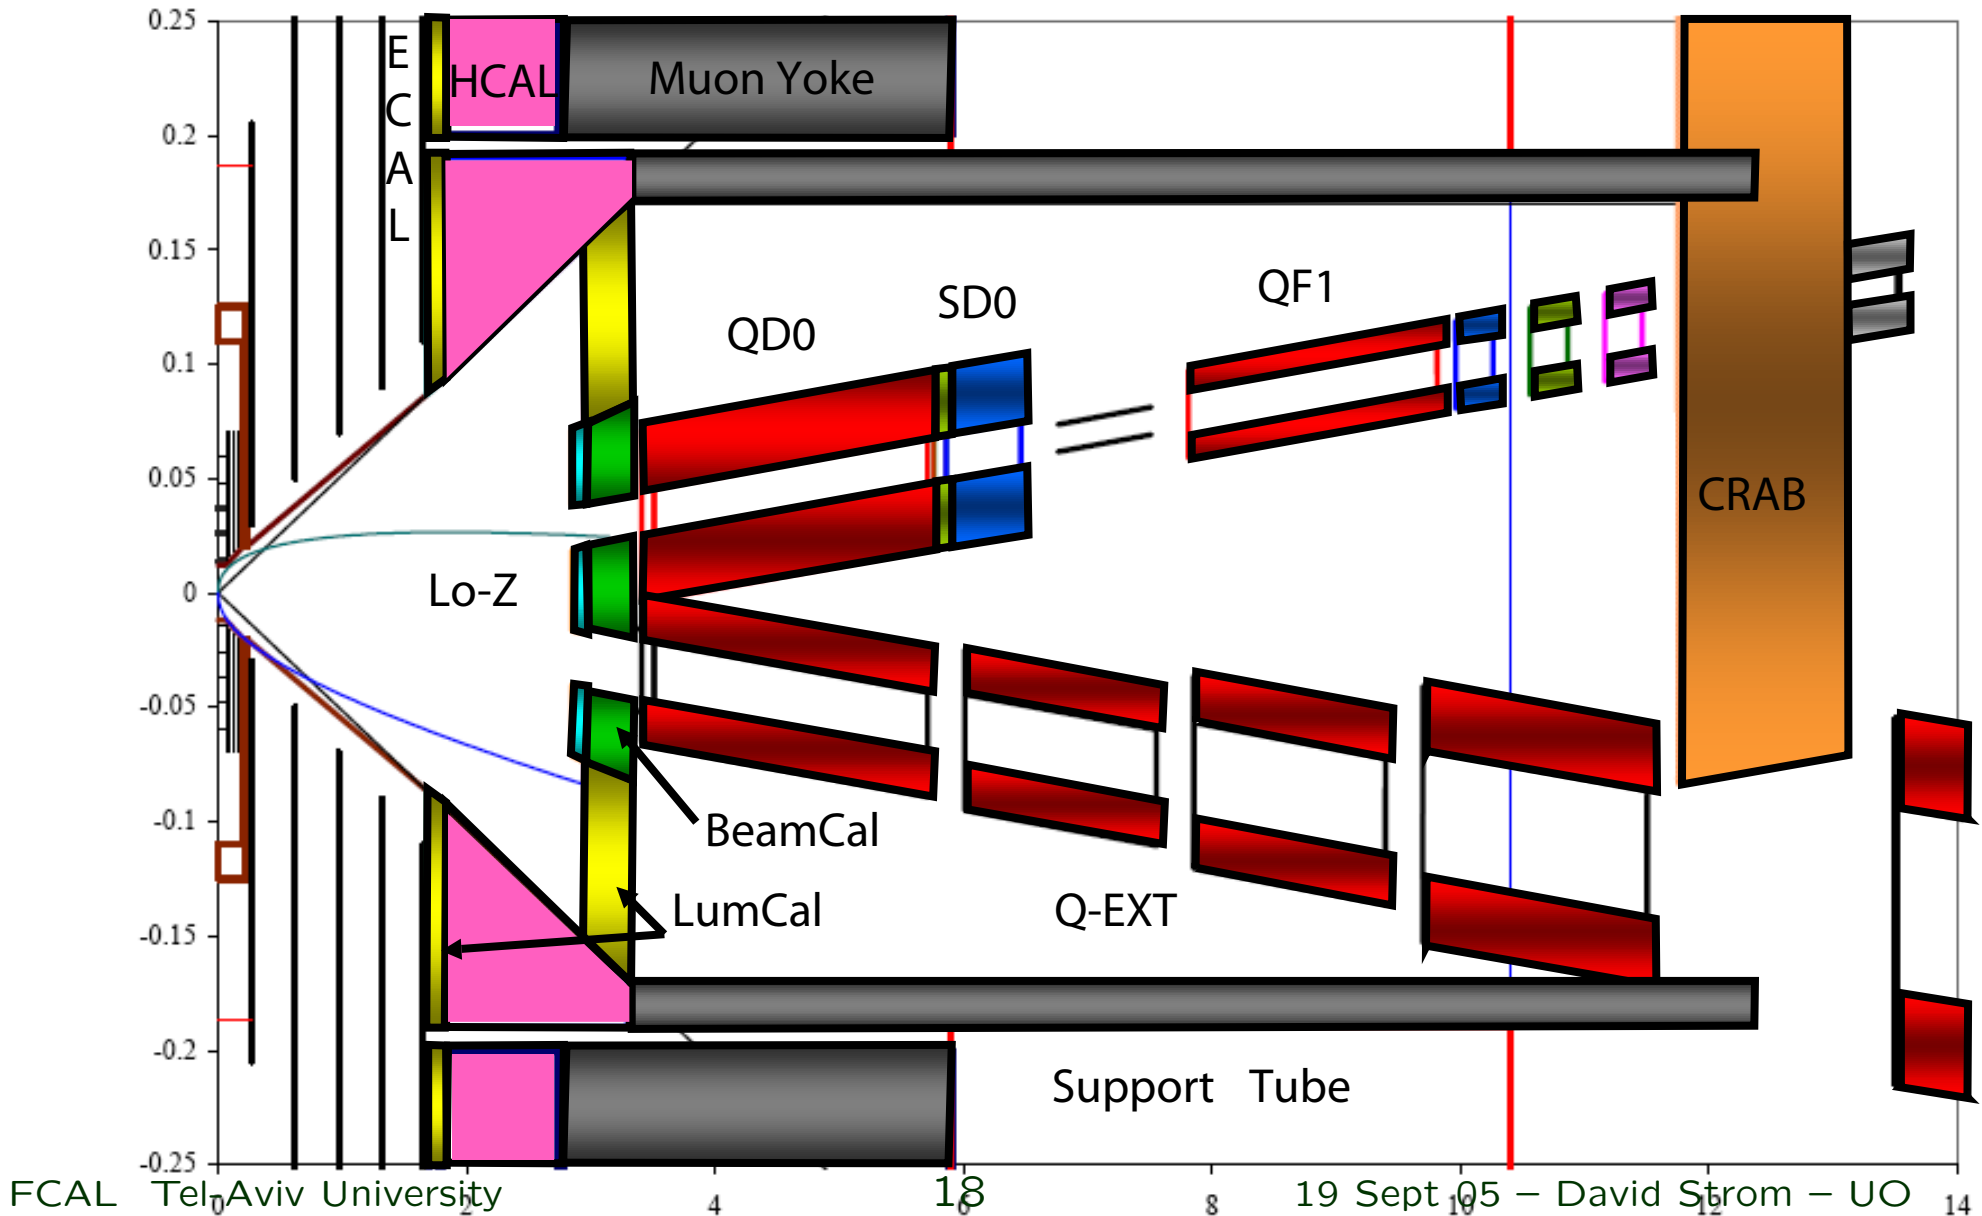 0.25
0.2
0.15
0.1
0.05
0
-0.05
-0.1
-0.15
-0.2
-0.25
E
C
A
L
HCAL
Muon Yoke
QD0
SD0
QF1
CRAB
Lo-Z
BeamCal
LumCal
Q-EXT
Support Tube
0 2 4 6 8 10 12 14
FCAL Tel-Aviv University 18 19 Sept 05 – David Strom – UO